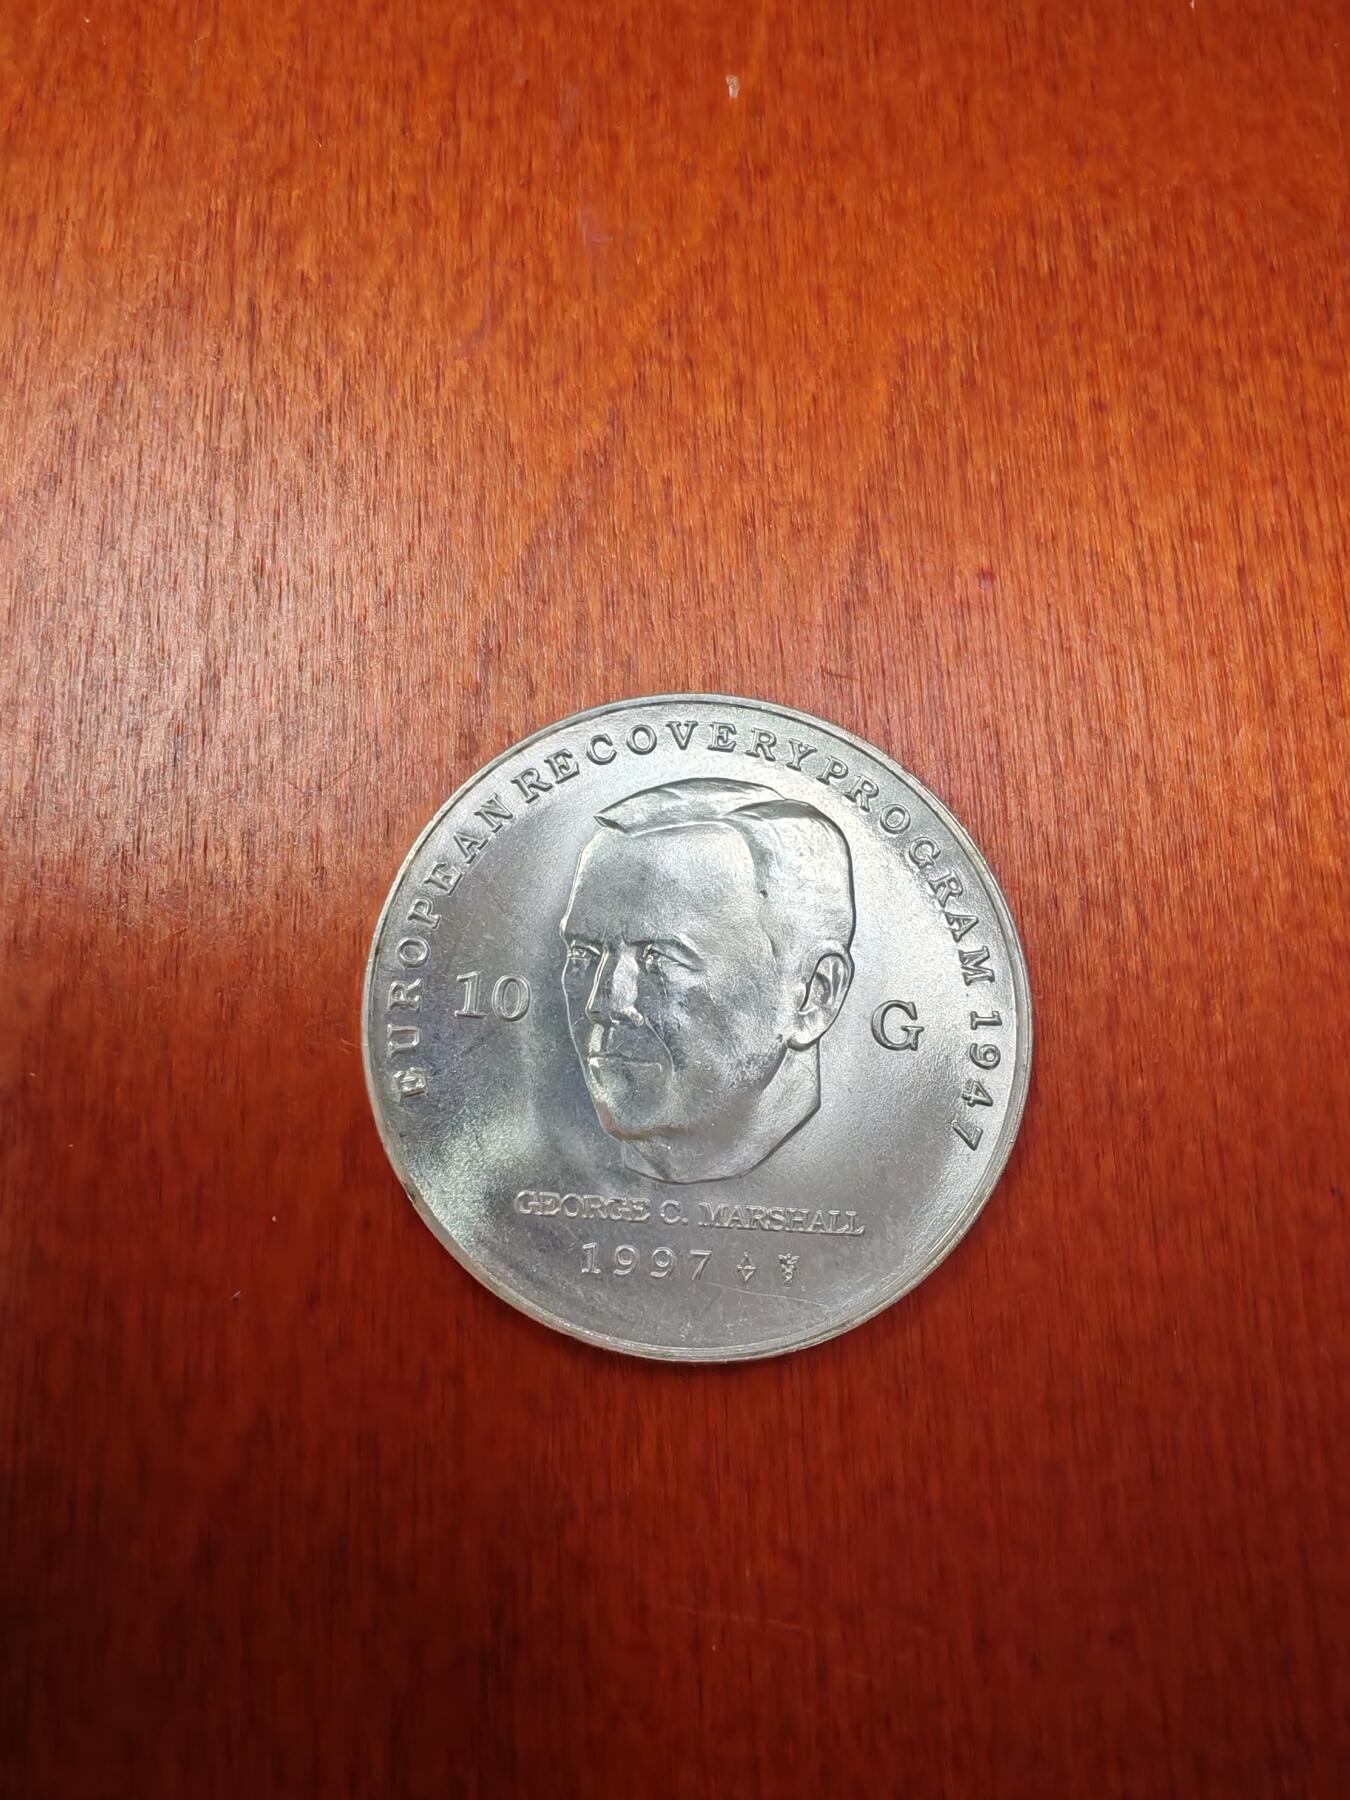 EUROPEAN RECOVERY PROGRAM 1947
10 G
GEORGE C. MARSHALL
1997